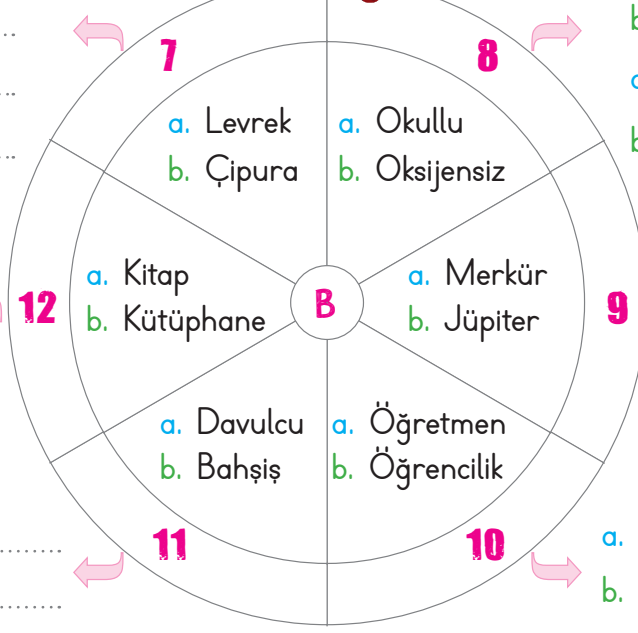 7
8
a. Levrek
b. Çipura
a. Okullu
b. Oksijensiz
12
a. Kitap
b. Kütüphane
B
a. Merkür
b. Jüpiter
9
a. Davulcu
b. Bahşiş
a. Öğretmen
b. Öğrencilik
11
10
a.
b.